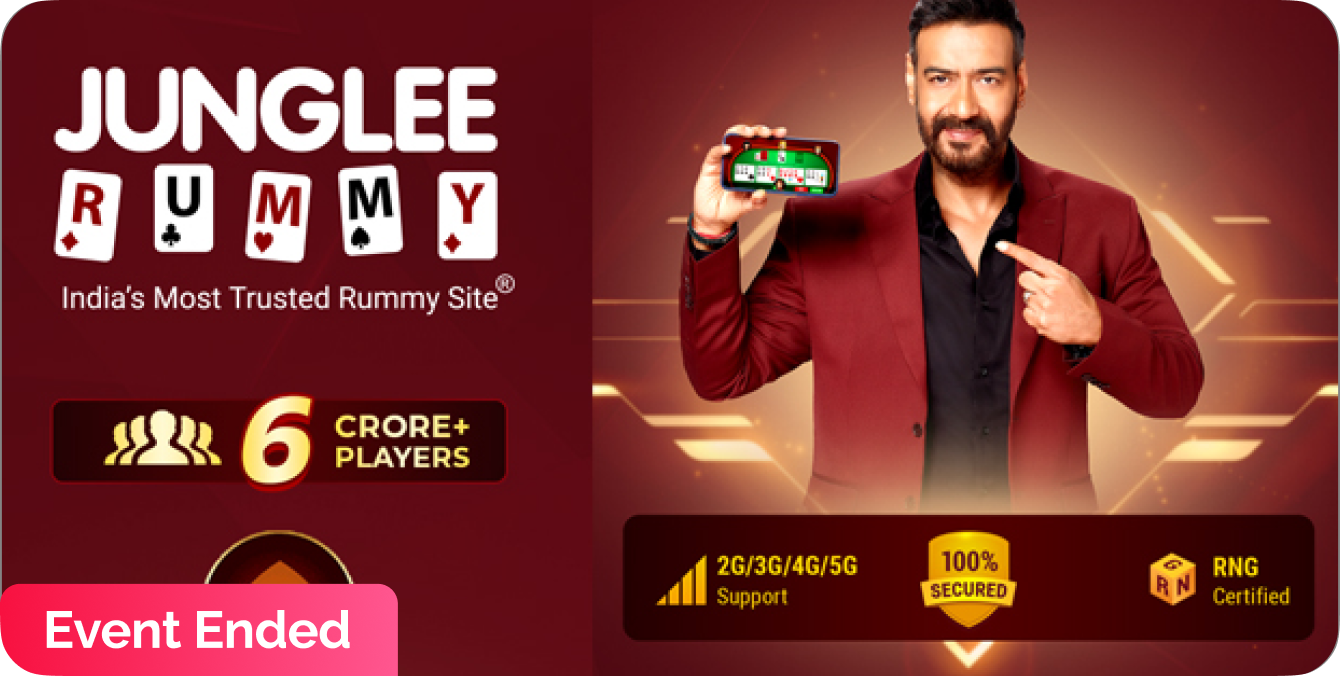 JUNGLEE
RUMMY
India's Most Trusted Rummy Site®
6 CRORE+
PLAYERS
2G/3G/4G/5G
Support
100%
SECURED
GRN
RNG
Certified
Event Ended